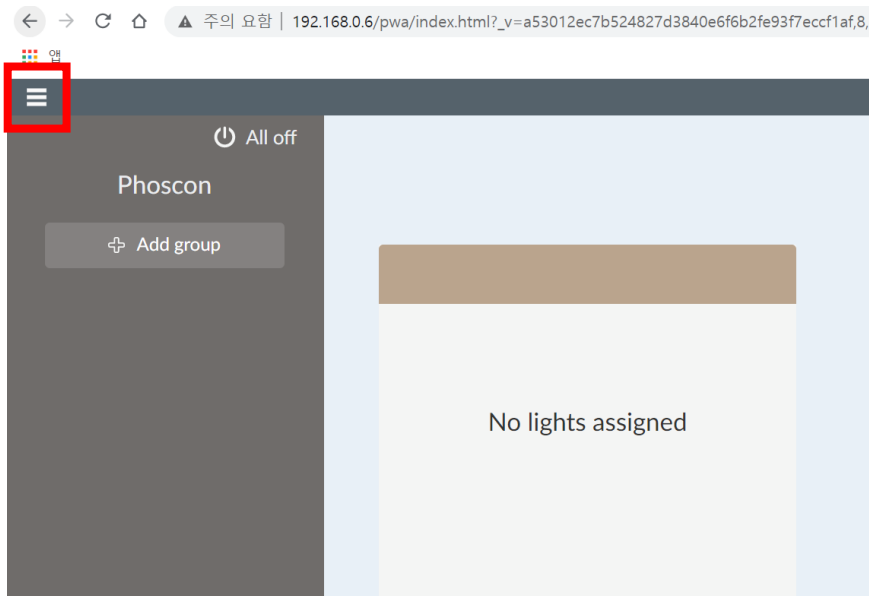 주의 요함 | 192.168.0.6/pwa/index.html?_v=a53012ec7b524827d3840e6f6b2fe93f7eccf1af,8,
앱
All off
Phoscon
Add group
No lights assigned